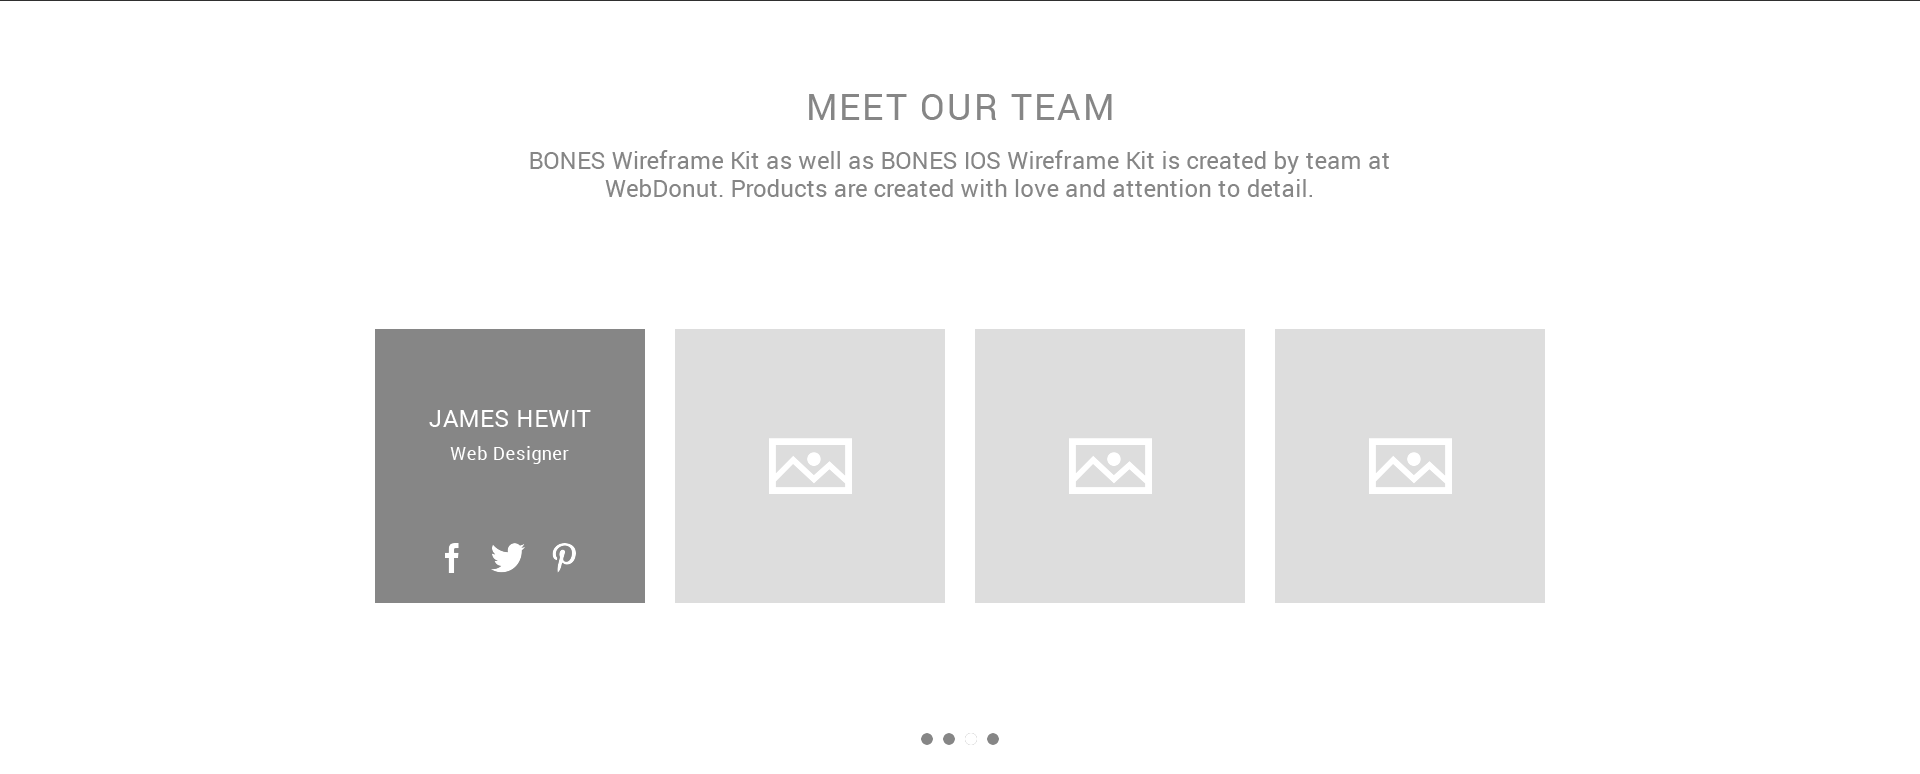 MEET OUR TEAM
BONES Wireframe Kit as well as BONES IOS Wireframe Kit is created by team at
WebDonut. Products are created with love and attention to detail.
JAMES HEWIT
Web Designer